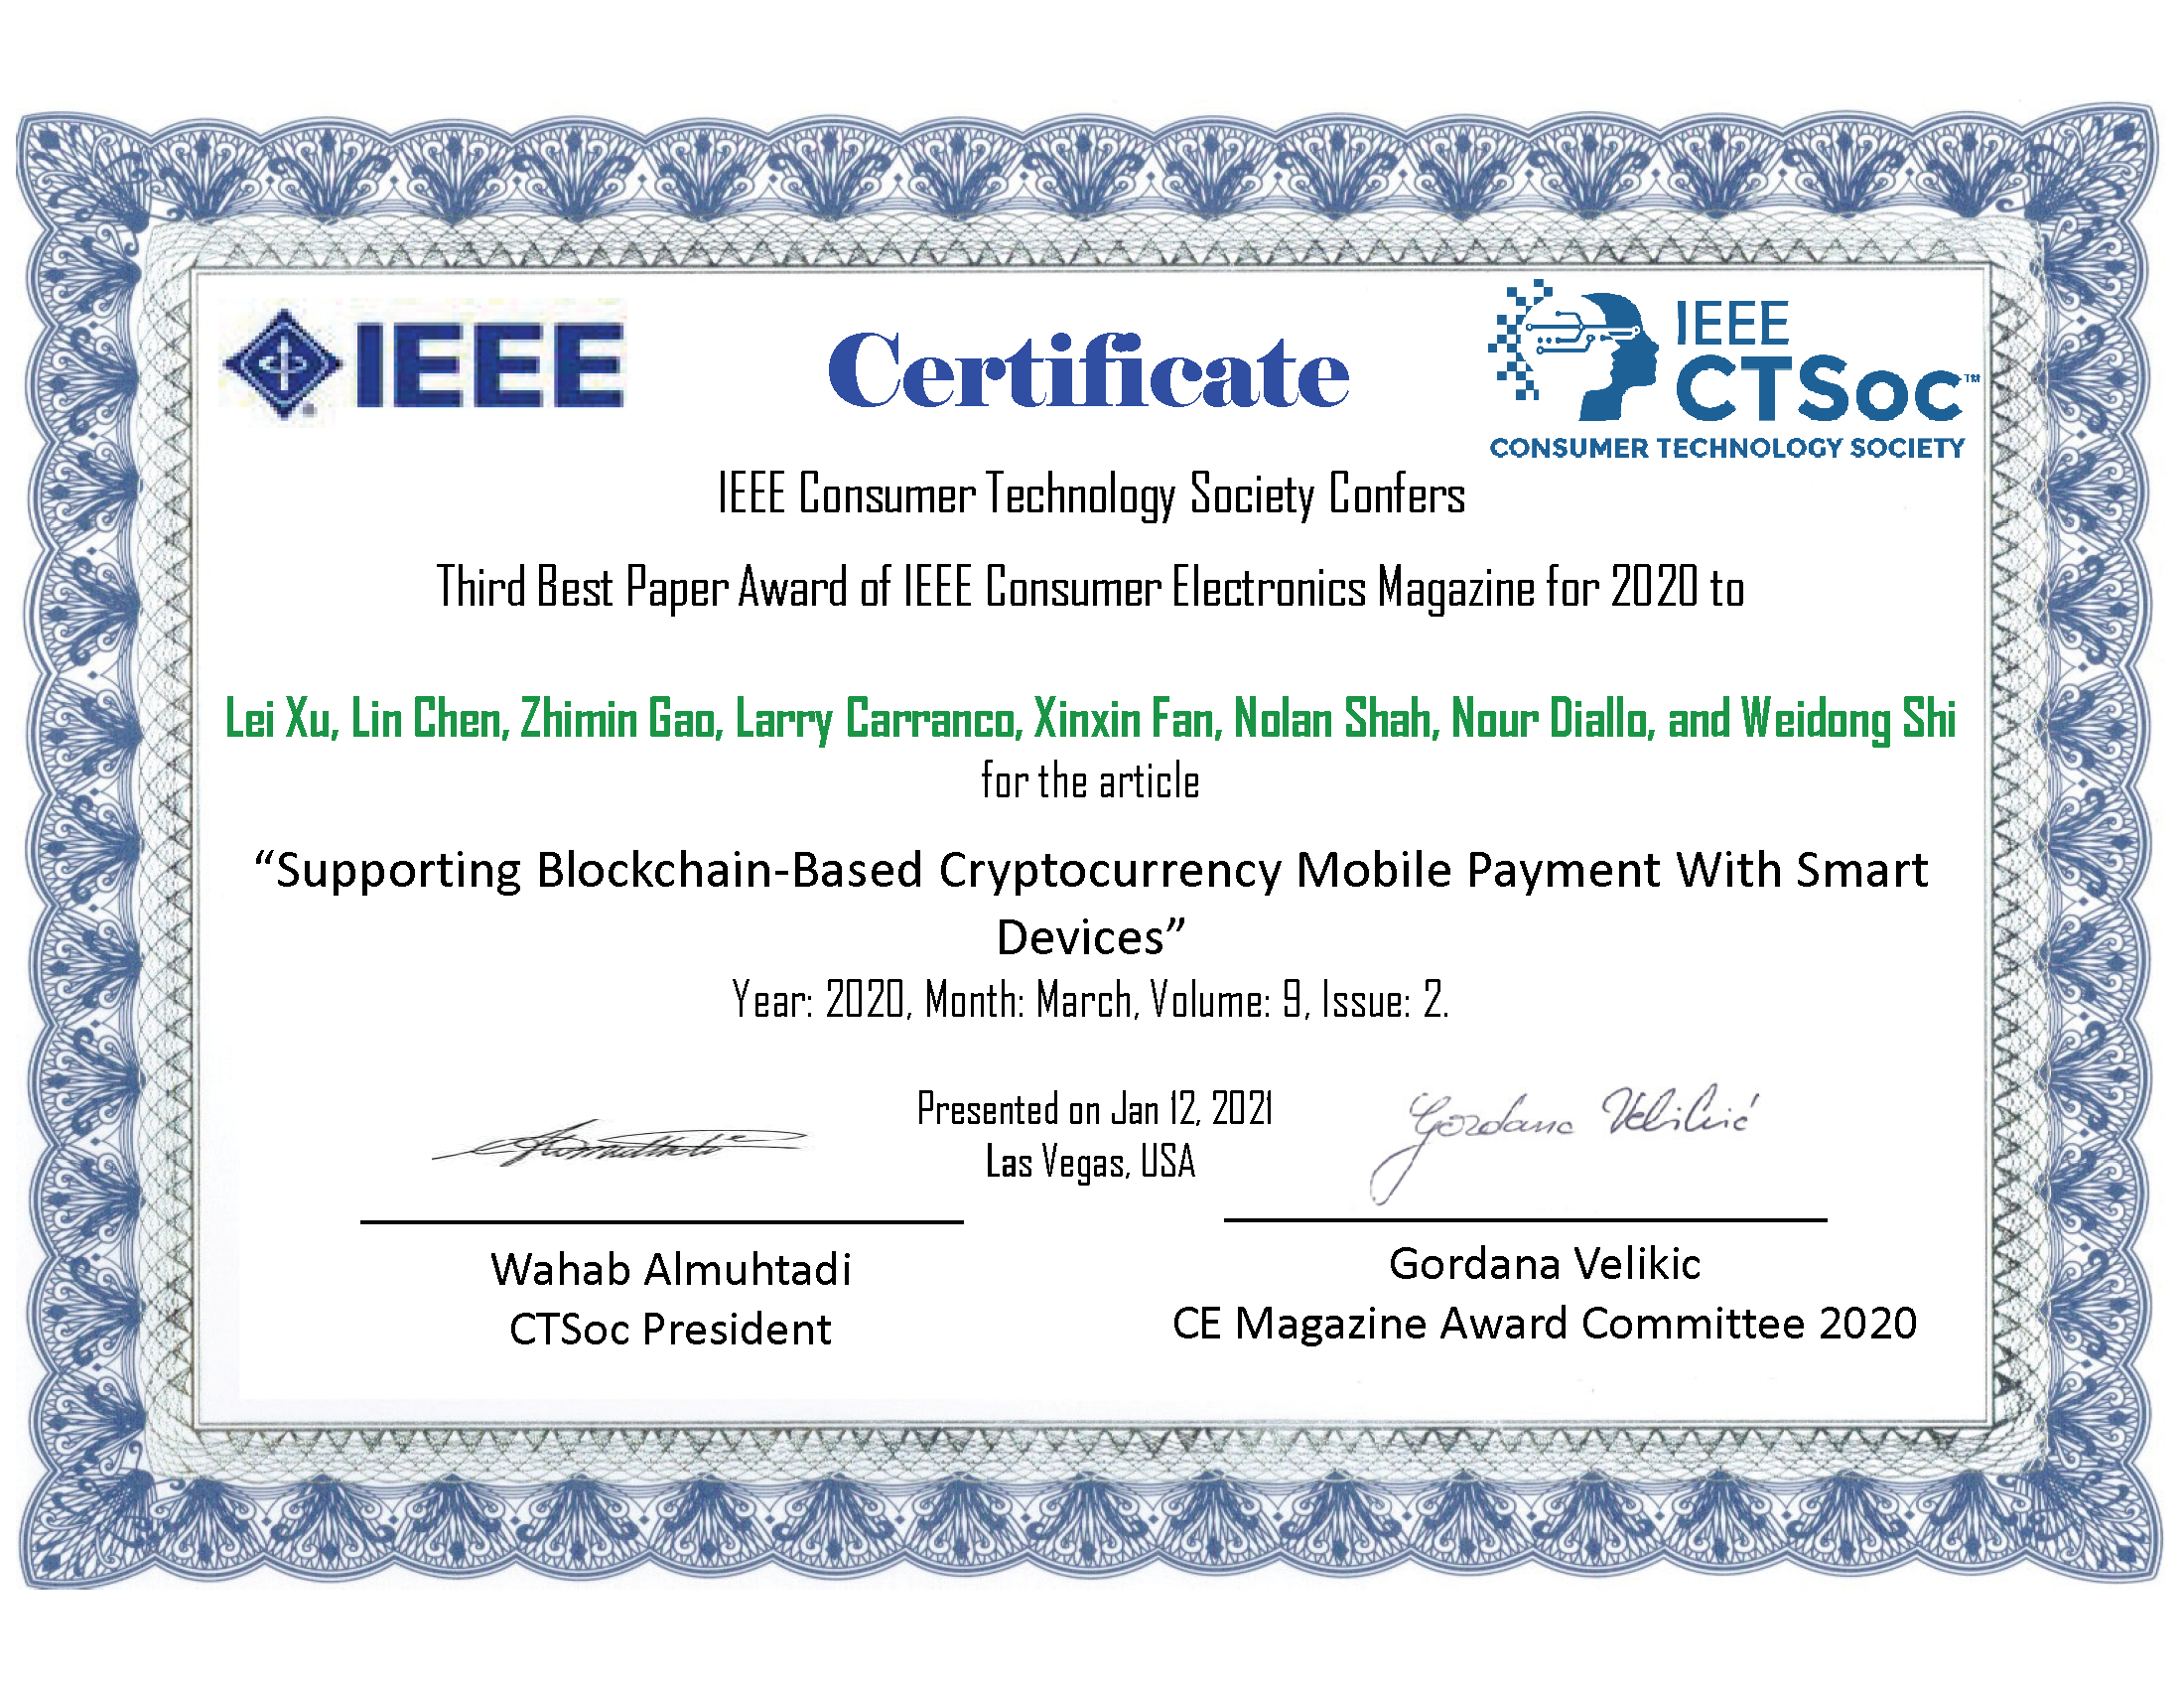 IEEE
Certificate
IEEE
CTSoc™
CONSUMER TECHNOLOGY SOCIETY
IEEE Consumer Technology Society Confers
Third Best Paper Award of IEEE Consumer Electronics Magazine for 2020 to
Lei Xu, Lin Chen, Zhimin Gao, Larry Carranco, Xinxin Fan, Nolan Shah, Nour Diallo, and Weidong Shi
for the article
“Supporting Blockchain-Based Cryptocurrency Mobile Payment With Smart
Devices”
Year: 2020, Month: March, Volume: 9, Issue: 2.
Presented on Jan 12, 2021
Las Vegas, USA
Gordana Velikić
Wahab Almuhtadi
CTSoc President
Gordana Velikic
CE Magazine Award Committee 2020